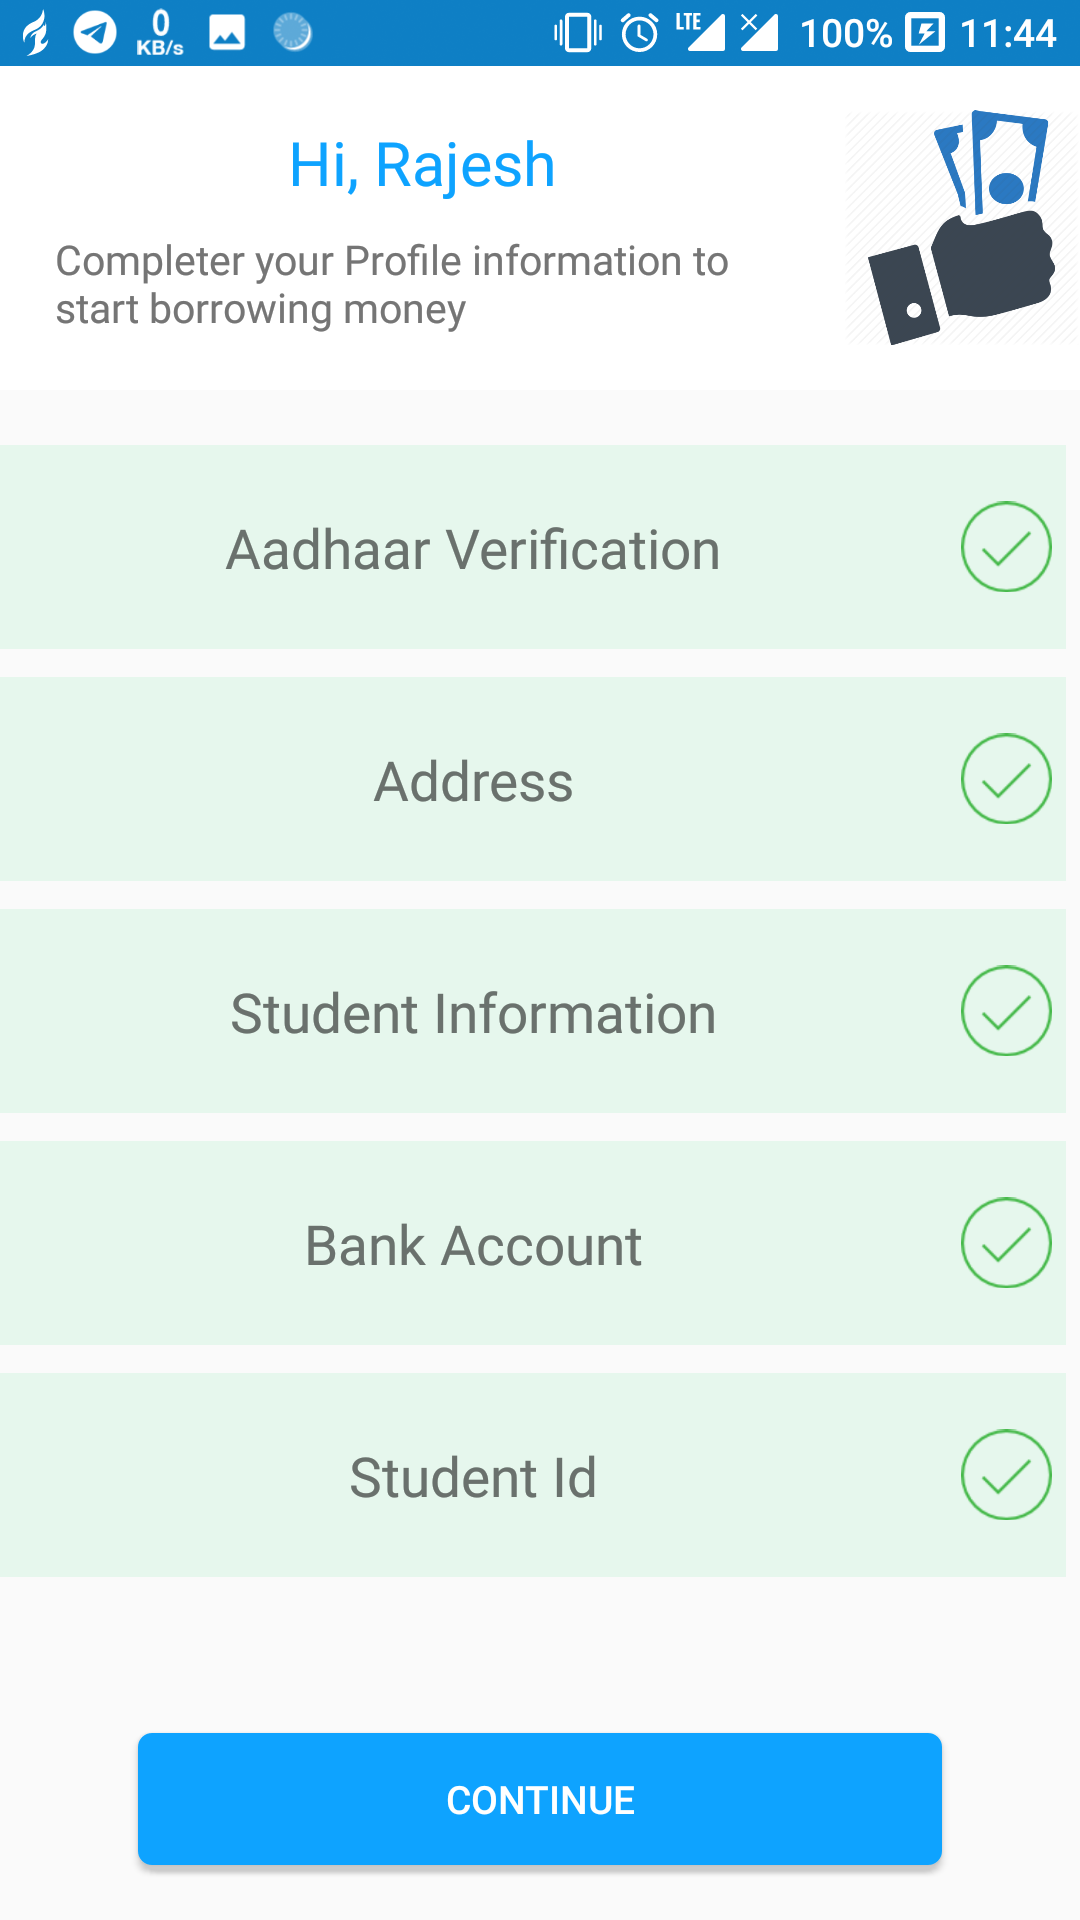 0
KB/s
LTE
100%
11:44
Hi, Rajesh
Completer your Profile information to
start borrowing money
Aadhaar Verification
Address
Student Information
Bank Account
Student Id
CONTINUE